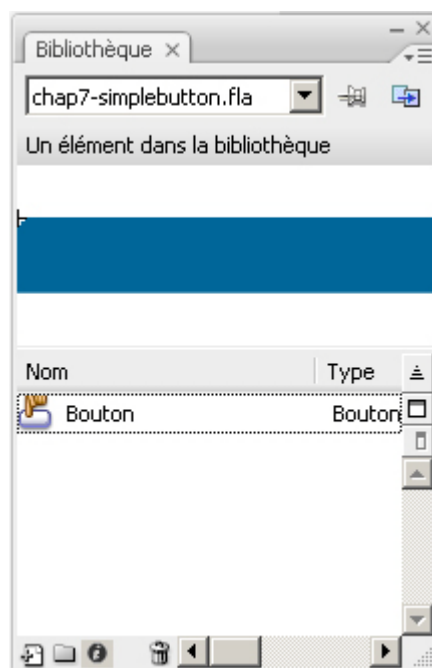 Bibliothèque
chap7-simplebutton.fla
Un élément dans la bibliothèque
Nom Type
Bouton Bouton